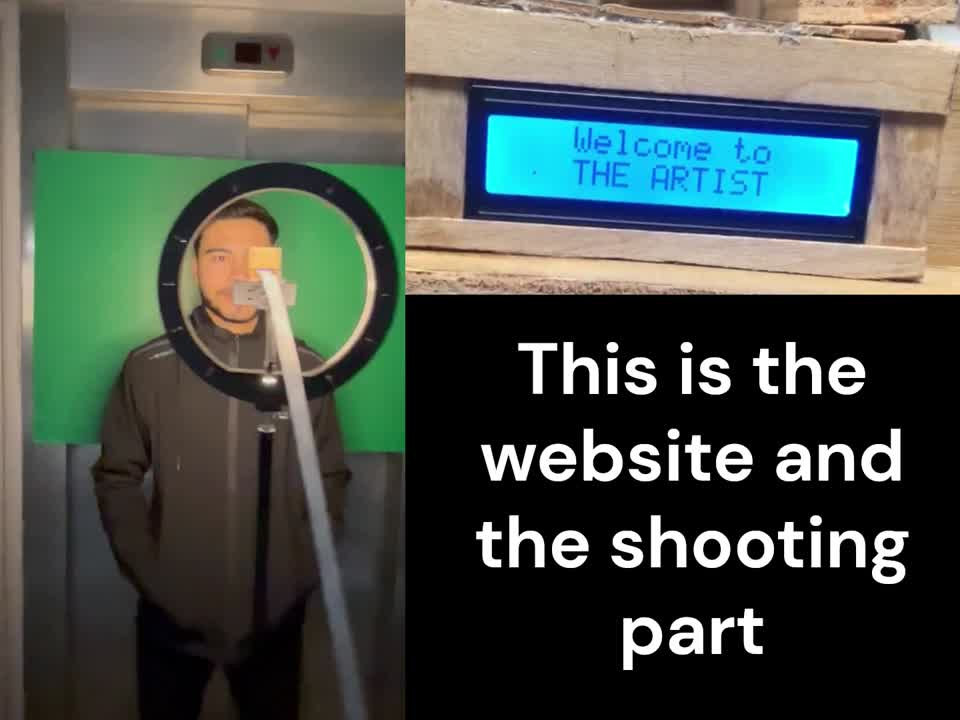 Welcome to
THE ARTIST
This is the
website and
the shooting
part